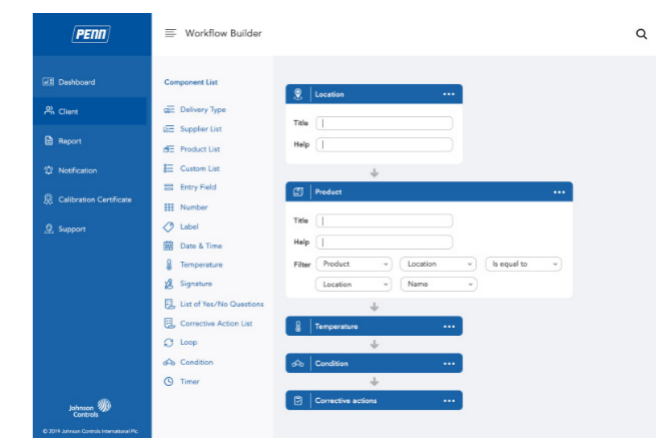 PENN
Workflow Builder
Dashboard
Client
Report
Notification
Calibration Certificate
Support
Johnson
Controls
© 2019 Johnson Controls International Plc.
Component List
Delivery Type
Supplier List
Product List
Custom List
Entry Field
Number
Label
Date & Time
Temperature
Signature
List of Yes/No Questions
Corrective Action List
Loop
Condition
Timer
Location
Title
Help
Product
Title
Help
Filter Product Location Is equal to
Location Name
Temperature
Condition
Corrective actions